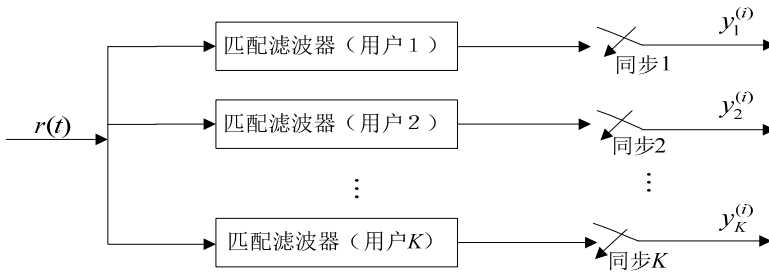 匹配滤波器（用户１）
同步1
y₁⁽ⁱ⁾
r(t)
匹配滤波器（用户２）
同步2
y₂⁽ⁱ⁾
⋮
⋮
匹配滤波器（用户K）
同步K
y_K⁽ⁱ⁾